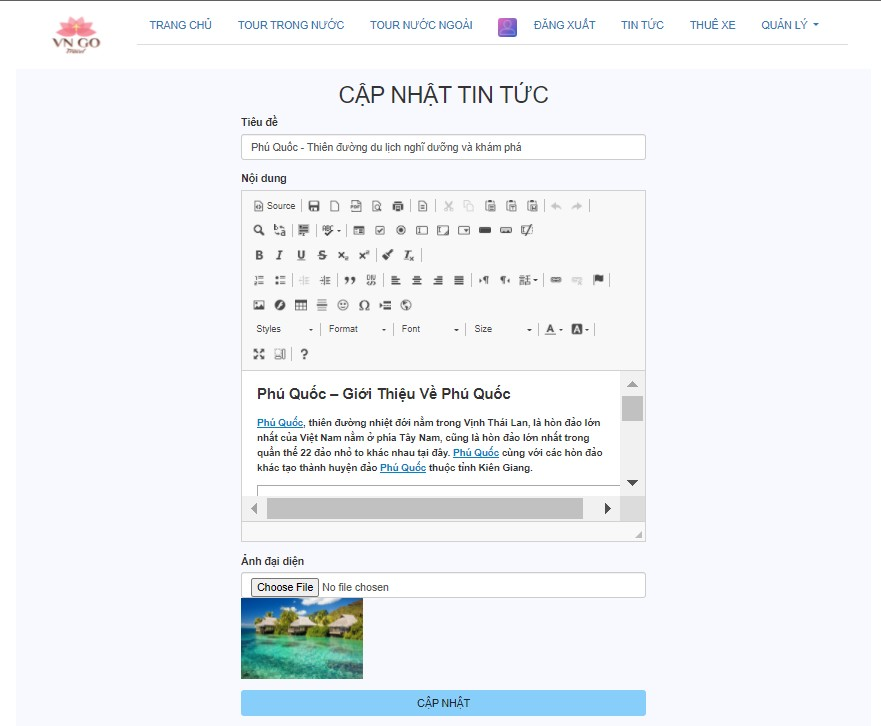 VN GO
Travel
TRANG CHỦ TOUR TRONG NƯỚC TOUR NƯỚC NGOÀI ĐĂNG XUẤT TIN TỨC THUÊ XE QUẢN LÝ
CẬP NHẬT TIN TỨC
Tiêu đề
Phú Quốc - Thiên đường du lịch nghĩ dưỡng và khám phá
Nội dung
Source
Styles Format Font Size
Phú Quốc – Giới Thiệu Về Phú Quốc
Phú Quốc, thiên đường nhiệt đới nằm trong Vịnh Thái Lan, là hòn đảo lớn
nhất của Việt Nam nằm ở phía Tây Nam, cũng là hòn đảo lớn nhất trong
quần thể 22 đảo nhỏ to khác nhau tại đây. Phú Quốc cùng với các hòn đảo
khác tạo thành huyện đảo Phú Quốc thuộc tỉnh Kiên Giang.
Ảnh đại diện
Choose File No file chosen
CẬP NHẬT